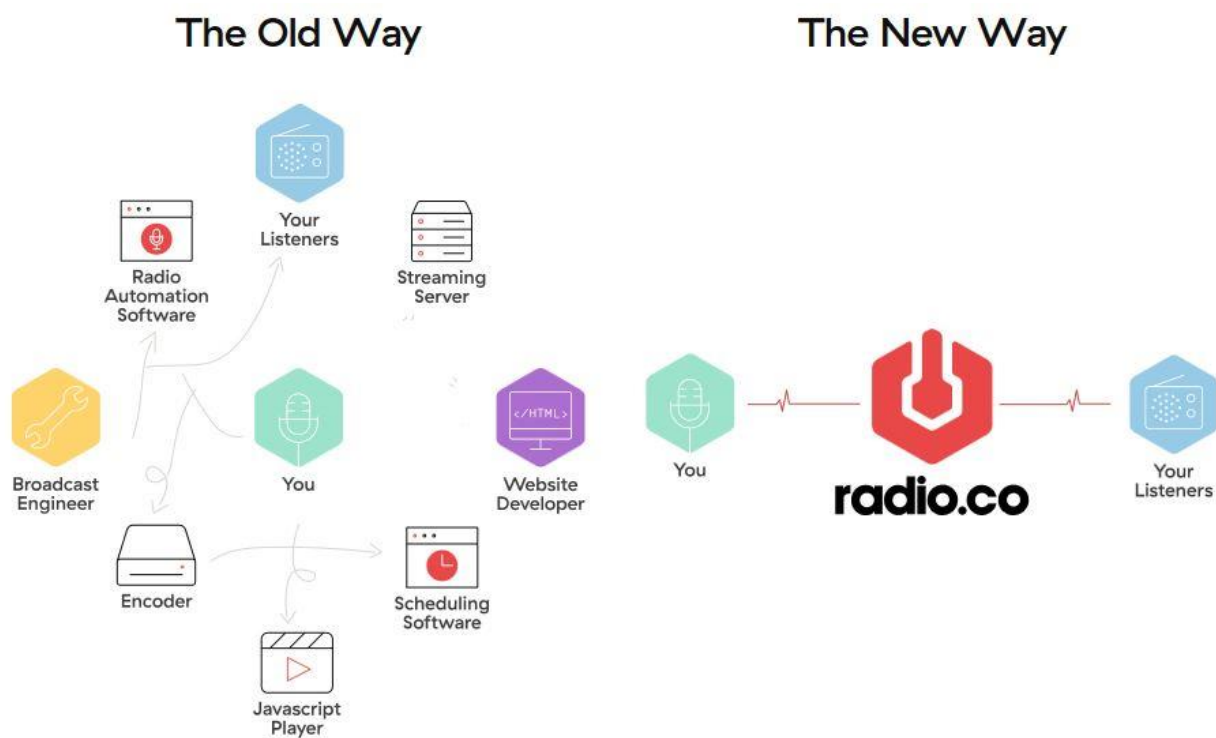 The Old Way
Your
Listeners
Radio
Automation
Software
Streaming
Server
Broadcast
Engineer
You
</HTML>
Website
Developer
Encoder
Scheduling
Software
Javascript
Player
The New Way
You
radio.co
Your
Listeners